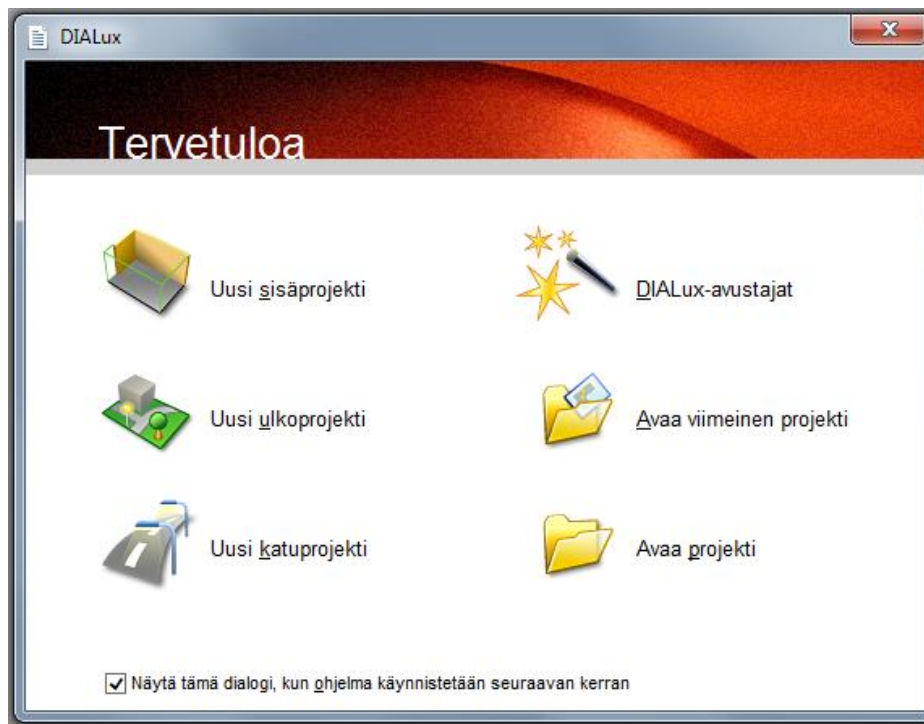 DIALux
Tervetuloa
Uusi sisäprojekti
DIALux-avustajat
Uusi ulkoprojekti
Avaa viimeinen projekti
Uusi katuprojekti
Avaa projekti
Näytä tämä dialogi, kun ohjelma käynnistetään seuraavan kerran